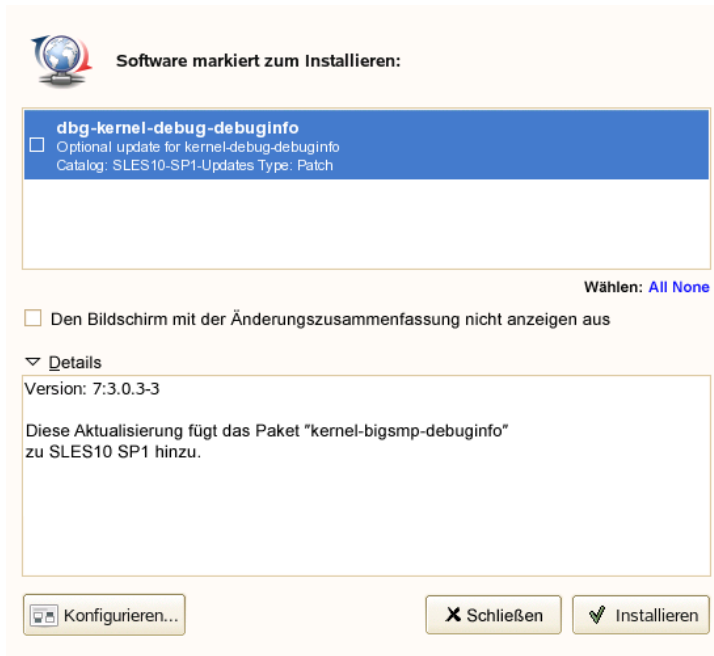 Software markiert zum Installieren:
dbg-kernel-debug-debuginfo
Optional update for kernel-debug-debuginfo
Catalog: SLES10-SP1-Updates Type: Patch
Wählen: All None
Den Bildschirm mit der Änderungszusammenfassung nicht anzeigen aus
Details
Version: 7:3.0.3-3
Diese Aktualisierung fügt das Paket "kernel-bigsmp-debuginfo"
zu SLES10 SP1 hinzu.
Konfigurieren... Schließen Installieren